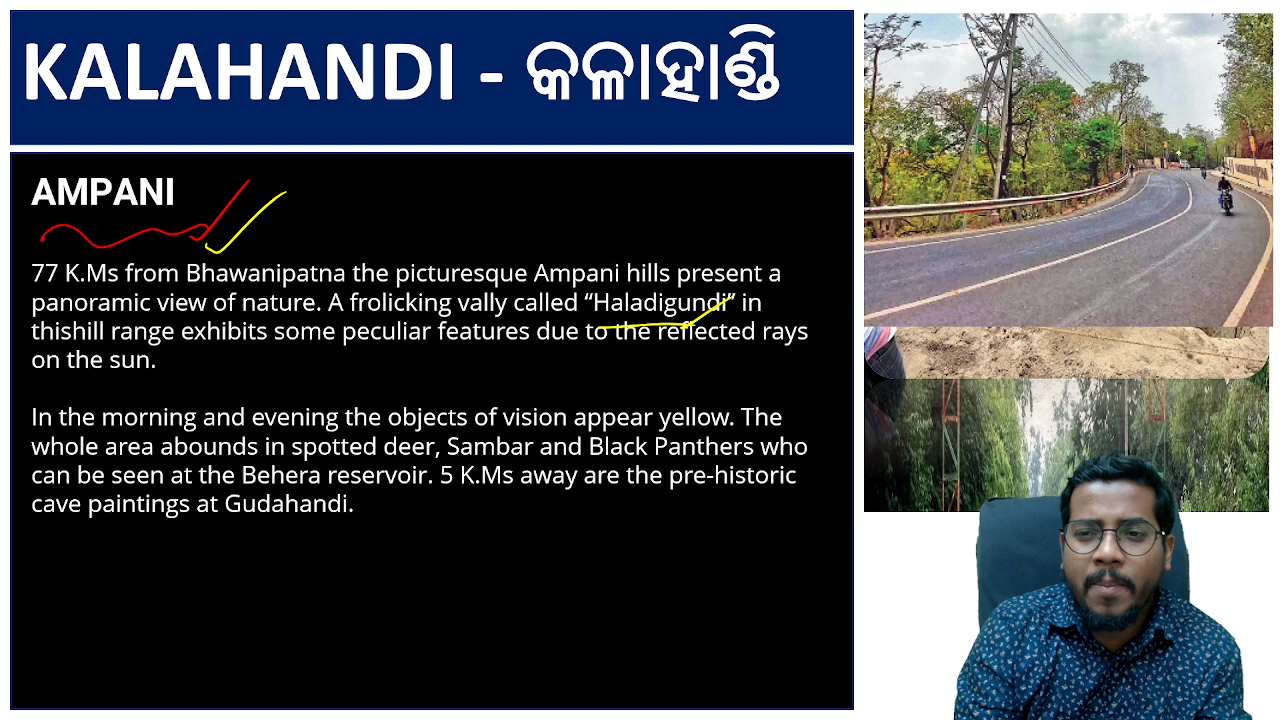 KALAHANDI - କଳାହାଣ୍ଡି
AMPANI
77 K.Ms from Bhawanipatna the picturesque Ampani hills present a
panoramic view of nature. A frolicking vally called “Haladigundi” in
thishill range exhibits some peculiar features due to the reflected rays
on the sun.
In the morning and evening the objects of vision appear yellow. The
whole area abounds in spotted deer, Sambar and Black Panthers who
can be seen at the Behera reservoir. 5 K.Ms away are the pre-historic
cave paintings at Gudahandi.